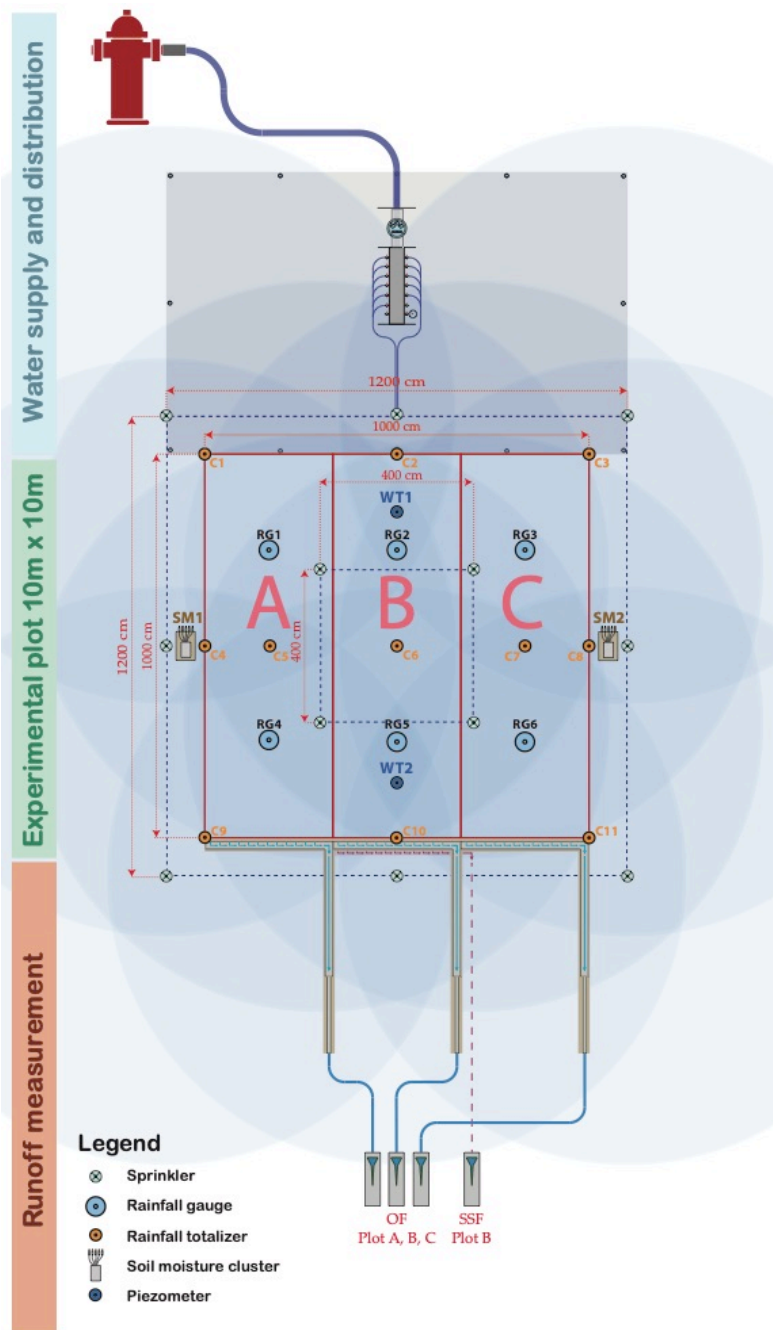 Water supply and distribution
Experimental plot 10m x 10m
Runoff measurement
1200 cm
1000 cm
C1
C2
C3
400 cm
WT1
RG1
RG2
RG3
A
B
C
1200 cm
1000 cm
400 cm
SM1
SM2
C4
C5
C6
C7
C8
RG4
RG5
RG6
WT2
C9
C10
C11
Legend
Sprinkler
Rainfall gauge
Rainfall totalizer
Soil moisture cluster
Piezometer
OF
Plot A, B, C
SSF
Plot B